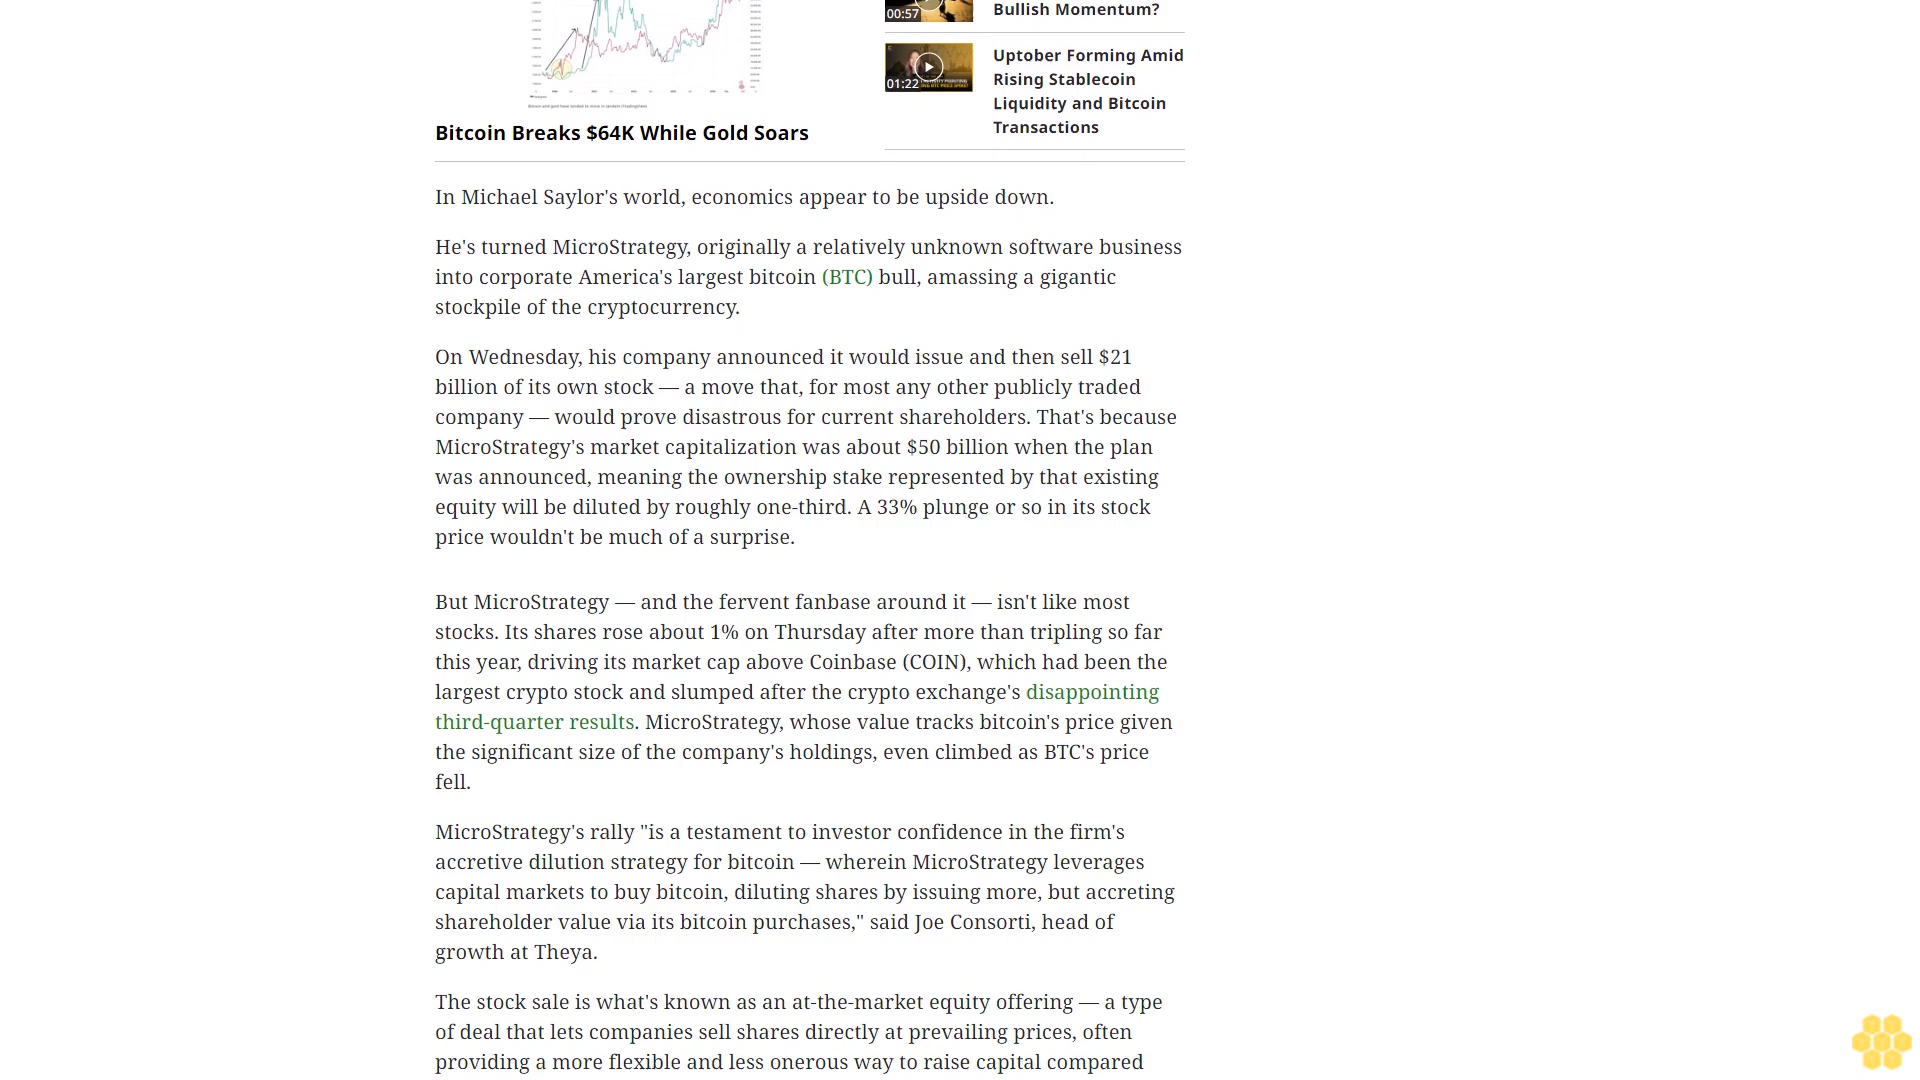 Bitcoin and gold have tended to move in tandem (TradingView)
Bitcoin Breaks $64K While Gold Soars
00:57
Bullish Momentum?
01:22
Uptober Forming Amid
Rising Stablecoin
Liquidity and Bitcoin
Transactions
In Michael Saylor's world, economics appear to be upside down.
He's turned MicroStrategy, originally a relatively unknown software business
into corporate America's largest bitcoin (BTC) bull, amassing a gigantic
stockpile of the cryptocurrency.
On Wednesday, his company announced it would issue and then sell $21
billion of its own stock — a move that, for most any other publicly traded
company — would prove disastrous for current shareholders. That's because
MicroStrategy's market capitalization was about $50 billion when the plan
was announced, meaning the ownership stake represented by that existing
equity will be diluted by roughly one-third. A 33% plunge or so in its stock
price wouldn't be much of a surprise.
But MicroStrategy — and the fervent fanbase around it — isn't like most
stocks. Its shares rose about 1% on Thursday after more than tripling so far
this year, driving its market cap above Coinbase (COIN), which had been the
largest crypto stock and slumped after the crypto exchange's disappointing
third-quarter results. MicroStrategy, whose value tracks bitcoin's price given
the significant size of the company's holdings, even climbed as BTC's price
fell.
MicroStrategy's rally "is a testament to investor confidence in the firm's
accretive dilution strategy for bitcoin — wherein MicroStrategy leverages
capital markets to buy bitcoin, diluting shares by issuing more, but accreting
shareholder value via its bitcoin purchases," said Joe Consorti, head of
growth at Theya.
The stock sale is what's known as an at-the-market equity offering — a type
of deal that lets companies sell shares directly at prevailing prices, often
providing a more flexible and less onerous way to raise capital compared